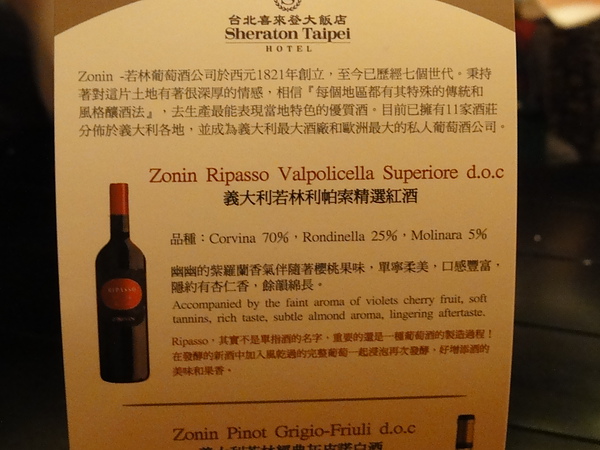 S
台北喜來登大飯店
Sheraton Taipei
HOTEL
Zonin -若林葡萄酒公司於西元1821年創立，至今已歷經七個世代。秉持
著對這片土地有著很深厚的情感，相信『每個地區都有其特殊的傳統和
風格釀酒法』，去生產最能表現當地特色的優質酒。目前已擁有11家酒莊
分佈於義大利各地，並成為義大利最大酒廠和歐洲最大的私人葡萄酒公司。
Zonin Ripasso Valpolicella Superiore d.o.c
義大利若林利帕索精選紅酒
品種：Corvina 70%，Rondinella 25%，Molinara 5%
幽幽的紫羅蘭香氣伴隨著櫻桃果味，單寧柔美，口感豐富，
隱約有杏仁香，餘韻綿長。
Accompanied by the faint aroma of violets cherry fruit, soft
tannins, rich taste, subtle almond aroma, lingering aftertaste.
Ripasso，其實不是單指酒的名字、重要的還是一種葡萄酒的製造過程！
在發酵的新酒中加入風乾過的完整葡萄一起浸泡再次發酵，好增添酒的
美味和果香。
RIPASSO
Zonin Pinot Grigio-Friuli d.o.c
義大利若林經典灰皮諾白酒